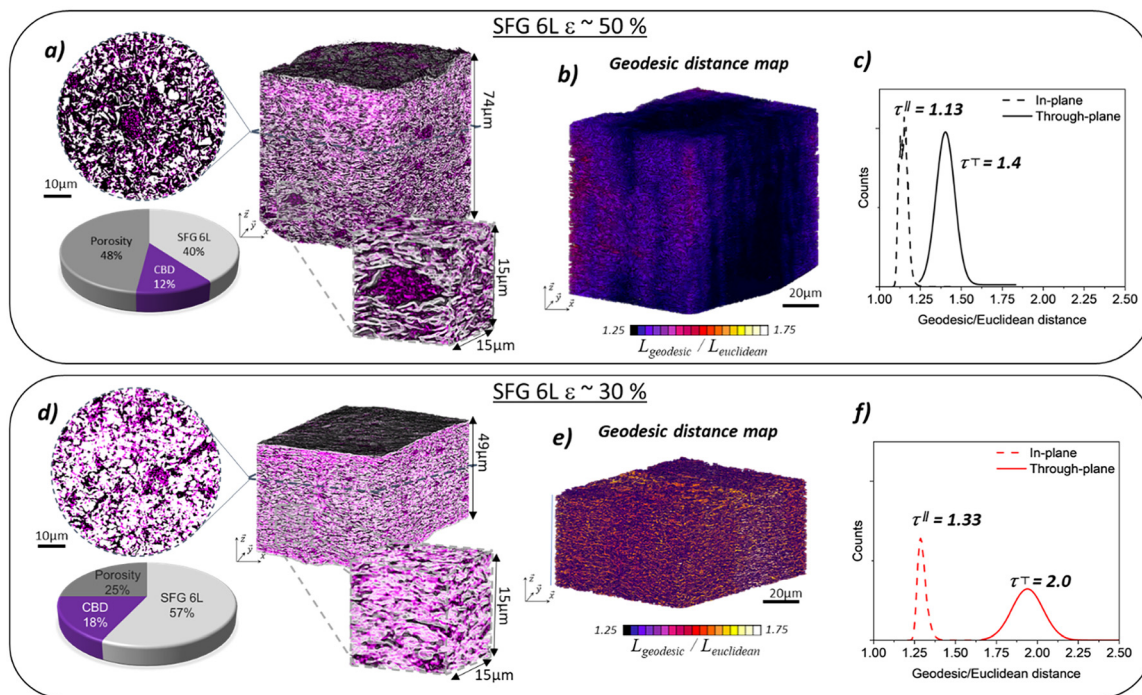 SFG 6L ε ~ 50 %
a)
74µm
10µm
Porosity
48%
SFG 6L
40%
CBD
12%
z⃗
y⃗
x⃗
15µm
15µm
b)
Geodesic distance map
z⃗
y⃗
x⃗
20µm
1.25
1.75
L geodesic / L euclidean
c)
In-plane
Through-plane
τ// = 1.13
τ⊤ = 1.4
Counts
1.00 1.25 1.50 1.75 2.00 2.25 2.50
Geodesic/Euclidean distance
SFG 6L ε ~ 30 %
d)
49µm
10µm
Porosity
25%
CBD
18%
SFG 6L
57%
z⃗
y⃗
x⃗
15µm
15µm
e)
Geodesic distance map
z⃗
y⃗
x⃗
20µm
1.25
1.75
L geodesic / L euclidean
f)
In-plane
Through-plane
τ// = 1.33
τ⊤ = 2.0
Counts
1.00 1.25 1.50 1.75 2.00 2.25 2.50
Geodesic/Euclidean distance